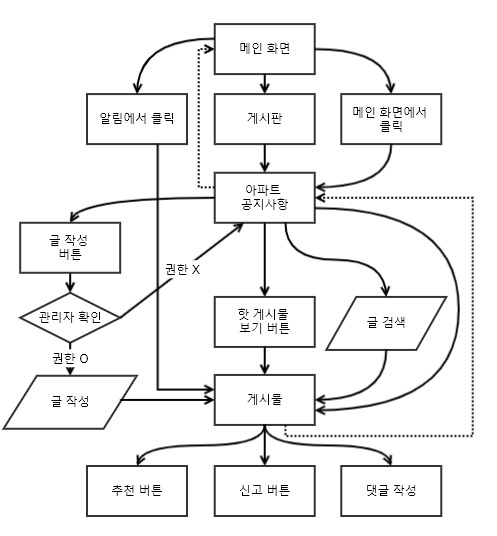 메인 화면
알림에서 클릭
게시판
메인 화면에서
클릭
아파트
공지사항
글 작성
버튼
권한 X
관리자 확인
핫 게시물
보기 버튼
글 검색
권한 O
글 작성
게시물
추천 버튼
신고 버튼
댓글 작성